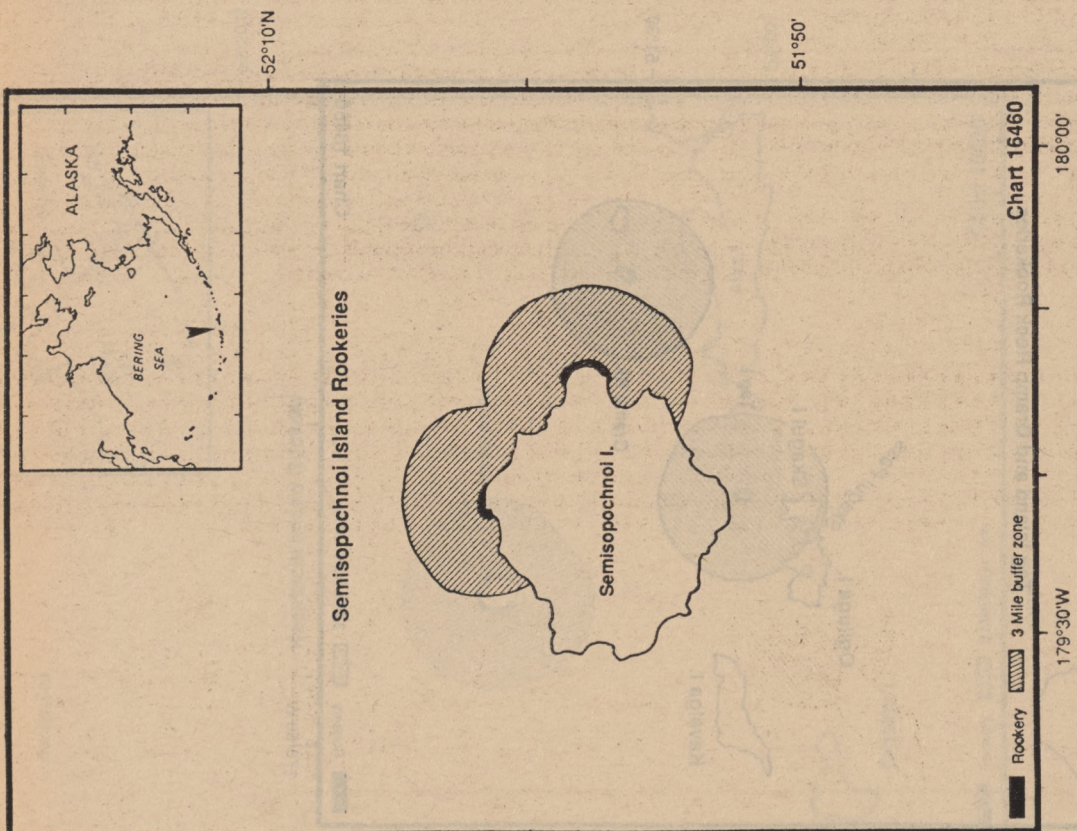 ALASKA
BERING
SEA
Semisopochnoi Island Rookeries
52°10'N
51°50'
Semisopochnoi I.
Rookery
3 Mile buffer zone
Chart 16460
179°30'W
180°00'